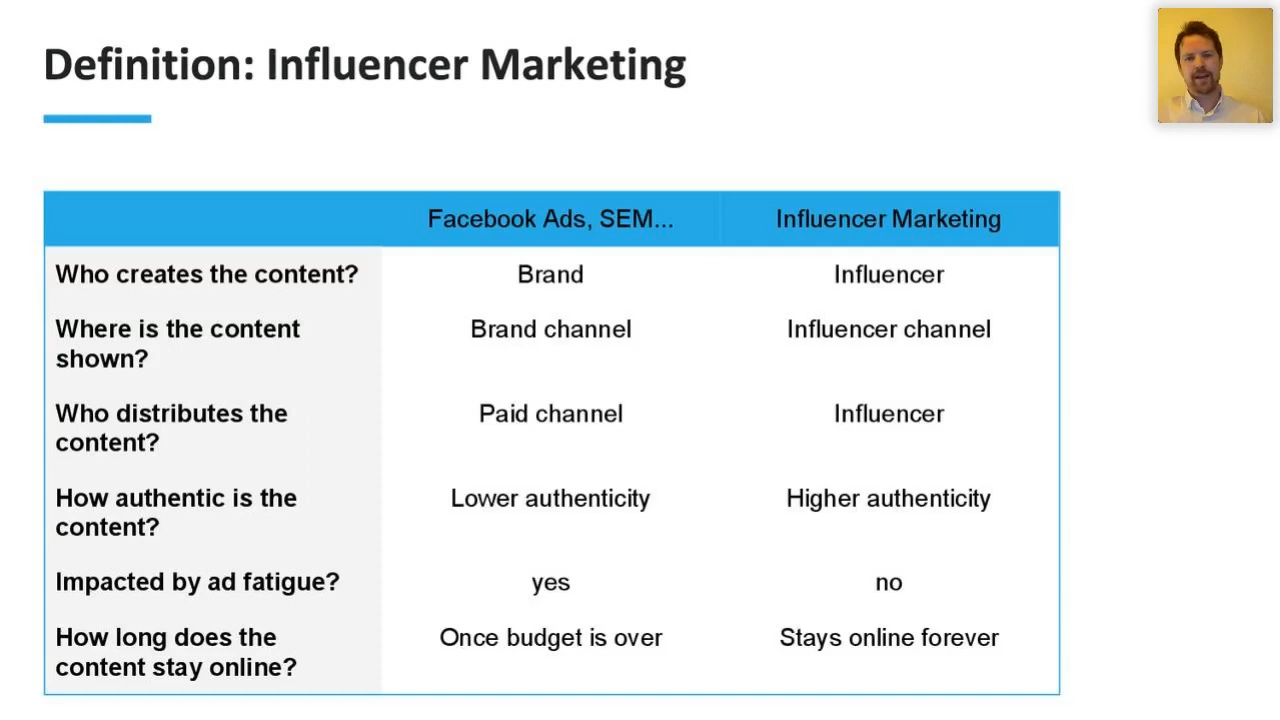 Definition: Influencer Marketing
Facebook Ads, SEM... Influencer Marketing
Who creates the content? Brand Influencer
Where is the content Brand channel Influencer channel
shown?
Who distributes the Paid channel Influencer
content?
How authentic is the Lower authenticity Higher authenticity
content?
Impacted by ad fatigue? yes no
How long does the Once budget is over Stays online forever
content stay online?